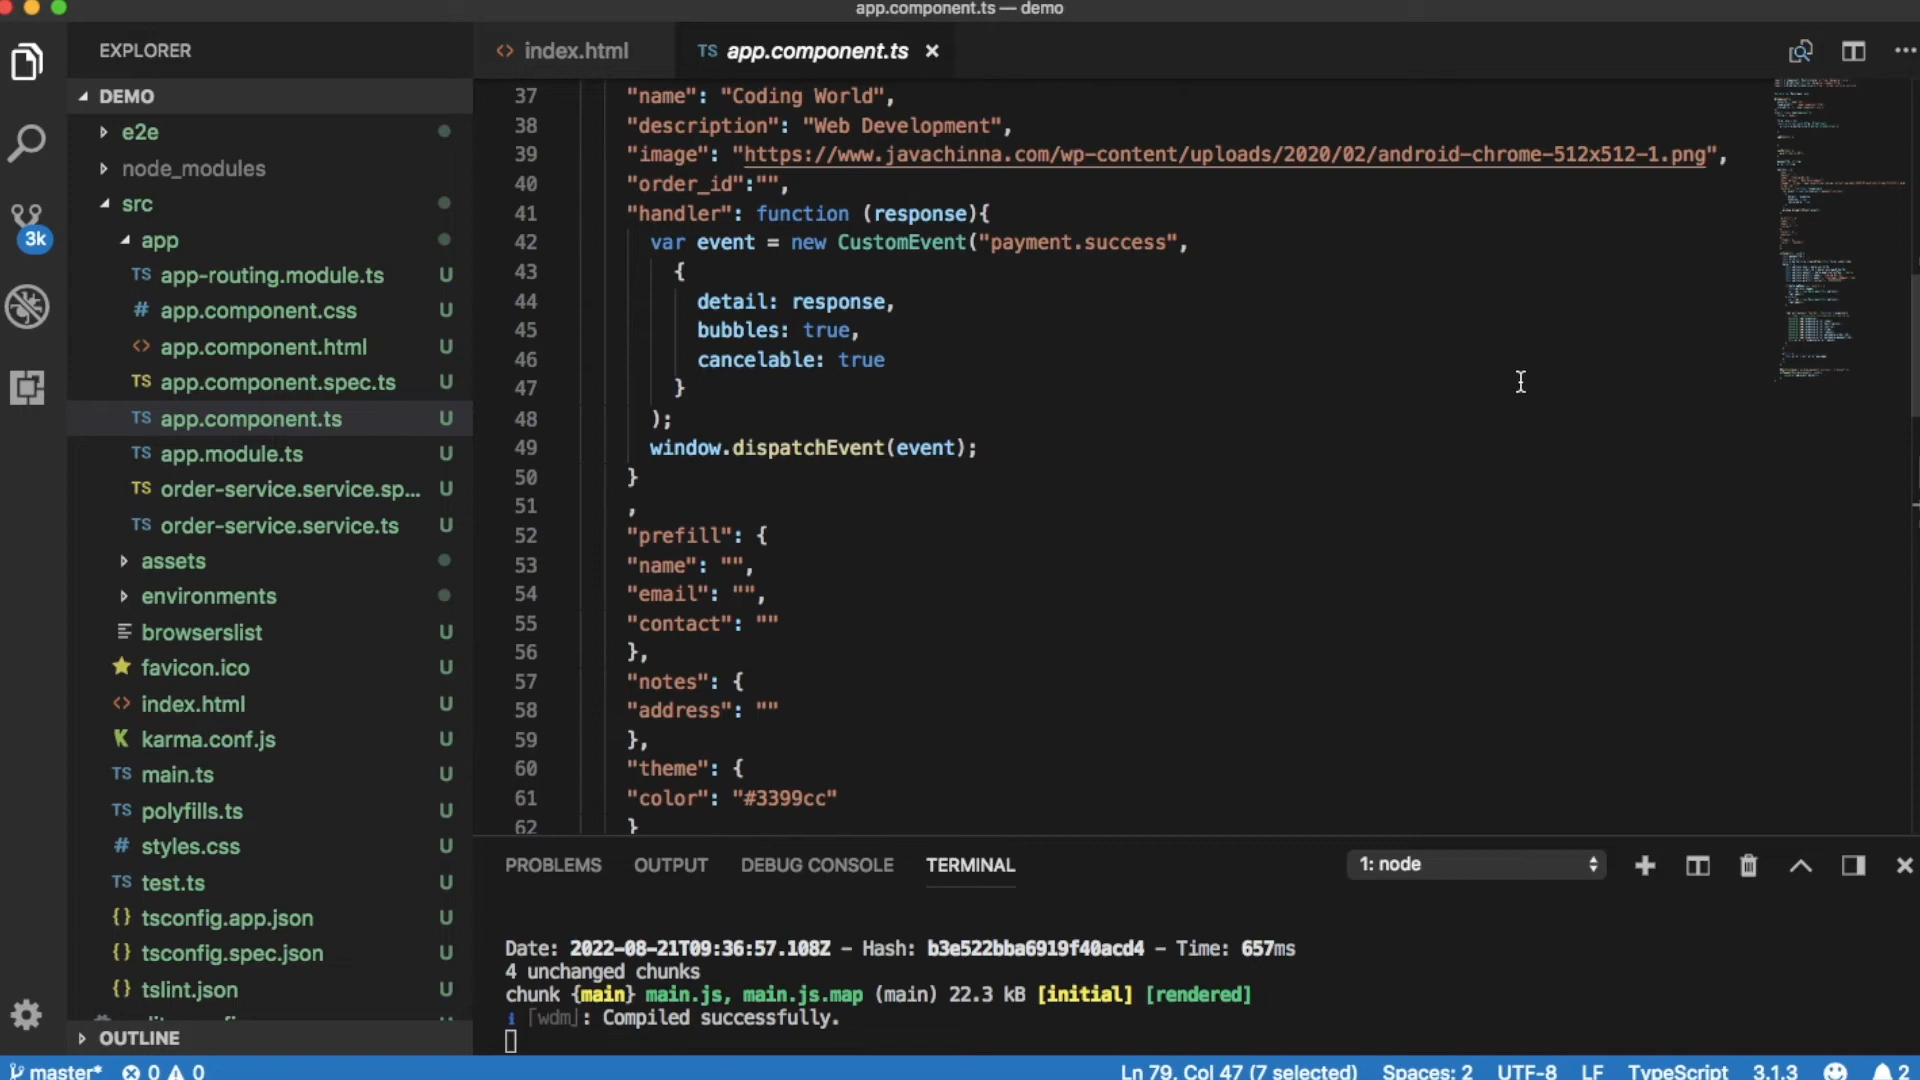 app.component.ts — demo
EXPLORER
index.html
TS app.component.ts ×
DEMO
e2e
node_modules
src
app
TS app-routing.module.ts U
# app.component.css U
<> app.component.html U
TS app.component.spec.ts U
TS app.component.ts U
TS app.module.ts U
TS order-service.service.sp... U
TS order-service.service.ts U
assets
environments
browserslist U
favicon.ico U
<> index.html U
karma.conf.js U
TS main.ts U
TS polyfills.ts U
# styles.css U
TS test.ts U
{} tsconfig.app.json U
{} tsconfig.spec.json U
{} tslint.json U
OUTLINE
3k
37 "name": "Coding World",
38 "description": "Web Development",
39 "image": "https://www.javachinna.com/wp-content/uploads/2020/02/android-chrome-512x512-1.png",
40 "order_id":"",
41 "handler": function (response){
42 var event = new CustomEvent("payment.success",
43 {
44 detail: response,
45 bubbles: true,
46 cancelable: true
47 }
48 );
49 window.dispatchEvent(event);
50 }
51 ,
52 "prefill": {
53 "name": "",
54 "email": "",
55 "contact": ""
56 },
57 "notes": {
58 "address": ""
59 },
60 "theme": {
61 "color": "#3399cc"
62 }
PROBLEMS OUTPUT DEBUG CONSOLE TERMINAL 1: node
Date: 2022-08-21T09:36:57.108Z - Hash: b3e522bba6919f40acd4 - Time: 657ms
4 unchanged chunks
chunk {main} main.js, main.js.map (main) 22.3 kB [initial] [rendered]
i ｢wdm｣: Compiled successfully.
master* 0 0 Ln 79, Col 47 (7 selected) Spaces: 2 UTF-8 LF TypeScript 3.1.3 2